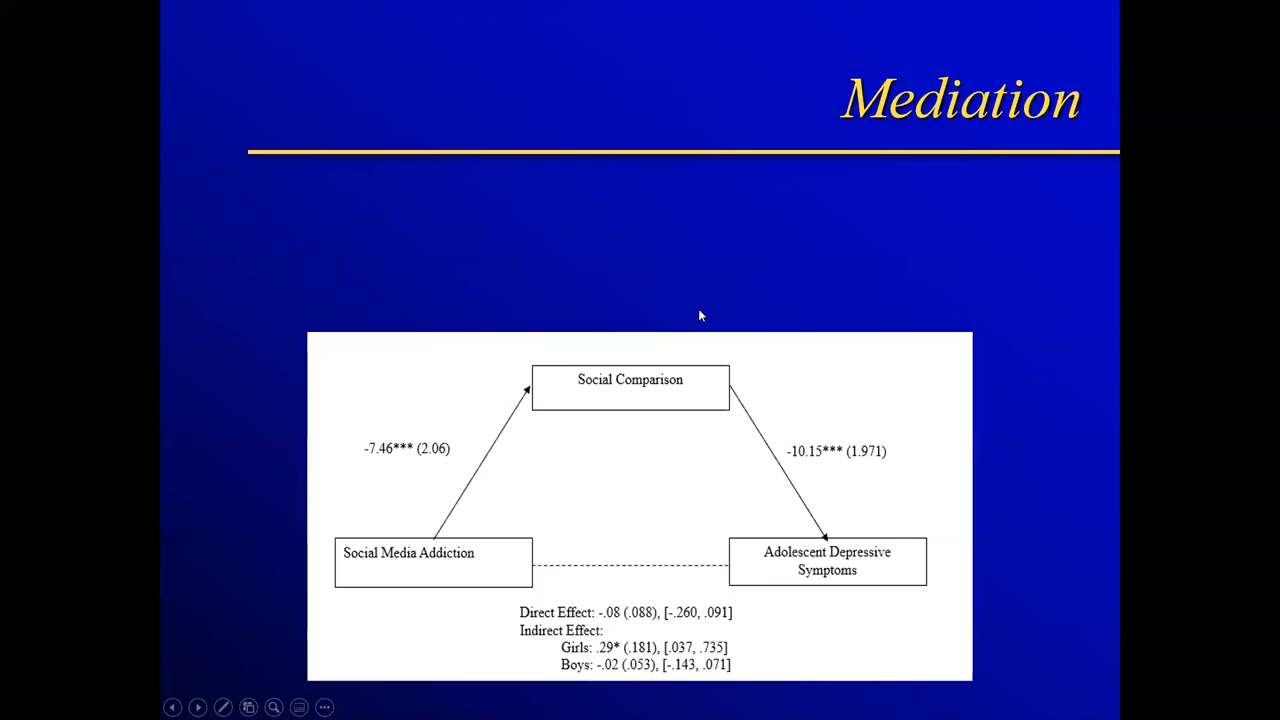 Mediation
Social Comparison
-7.46*** (2.06)
-10.15*** (1.971)
Social Media Addiction
Adolescent Depressive
Symptoms
Direct Effect: -.08 (.088), [-.260, .091]
Indirect Effect:
Girls: .29* (.181), [.037, .735]
Boys: -.02 (.053), [-.143, .071]